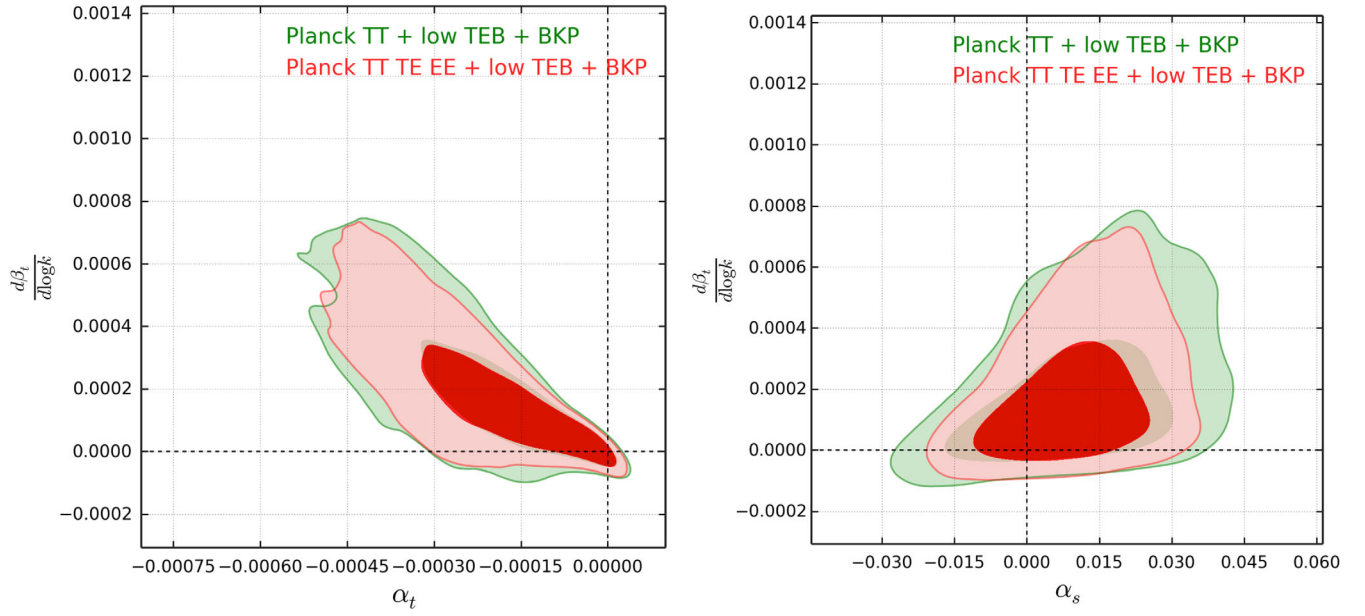 Planck TT + low TEB + BKP
Planck TT TE EE + low TEB + BKP
0.0014
0.0012
0.0010
0.0008
0.0006
0.0004
0.0002
0.0000
−0.0002
dβ_t
dlogk
−0.00075 −0.00060 −0.00045 −0.00030 −0.00015 0.00000
α_t
Planck TT + low TEB + BKP
Planck TT TE EE + low TEB + BKP
0.0014
0.0012
0.0010
0.0008
0.0006
0.0004
0.0002
0.0000
−0.0002
dβ_t
dlogk
−0.030 −0.015 0.000 0.015 0.030 0.045 0.060
α_s